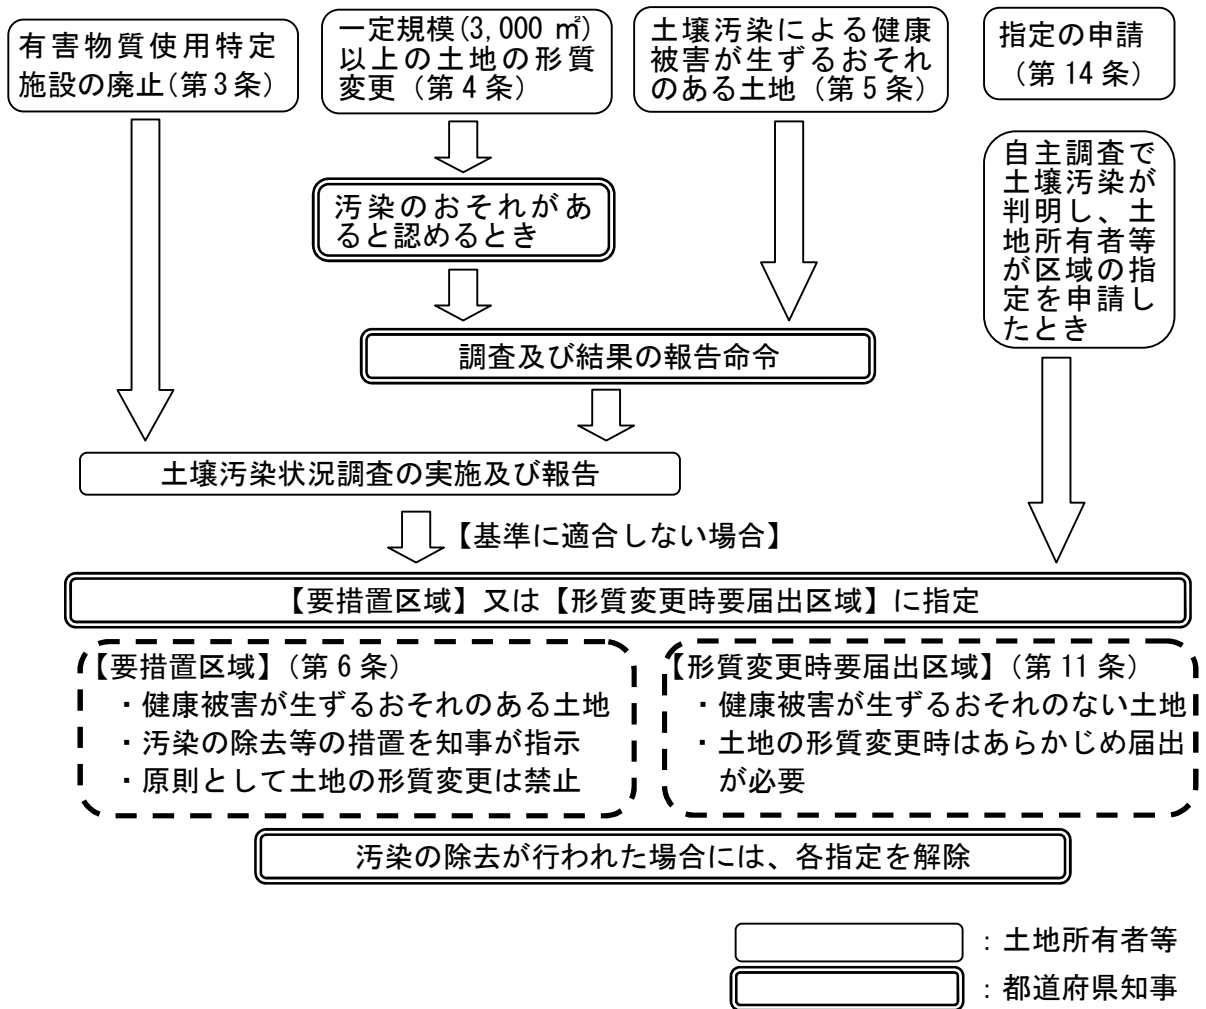 有害物質使用特定
施設の廃止(第3条)
一定規模(3,000 ㎡)
以上の土地の形質
変更(第4条)
土壌汚染による健康
被害が生ずるおそれ
のある土地(第5条)
指定の申請
(第14条)
自主調査で
土壌汚染が
判明し、土
地所有者等
が区域の指
定を申請し
たとき
汚染のおそれがあ
ると認めるとき
調査及び結果の報告命令
土壌汚染状況調査の実施及び報告
【基準に適合しない場合】
【要措置区域】又は【形質変更時要届出区域】に指定
【要措置区域】(第6条)
・健康被害が生ずるおそれのある土地
・汚染の除去等の措置を知事が指示
・原則として土地の形質変更は禁止
【形質変更時要届出区域】(第11条)
・健康被害が生ずるおそれのない土地
・土地の形質変更時はあらかじめ届出
が必要
汚染の除去が行われた場合には、各指定を解除
:土地所有者等
:都道府県知事